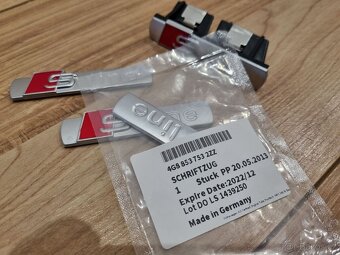 S
S
S line
4G8 853 753 2ZZ
SCHRIFTZUG
1 Stuck PP 20.05.2013
Expire Date:2022/12
Lot DO LS 1439250
Made in Germany